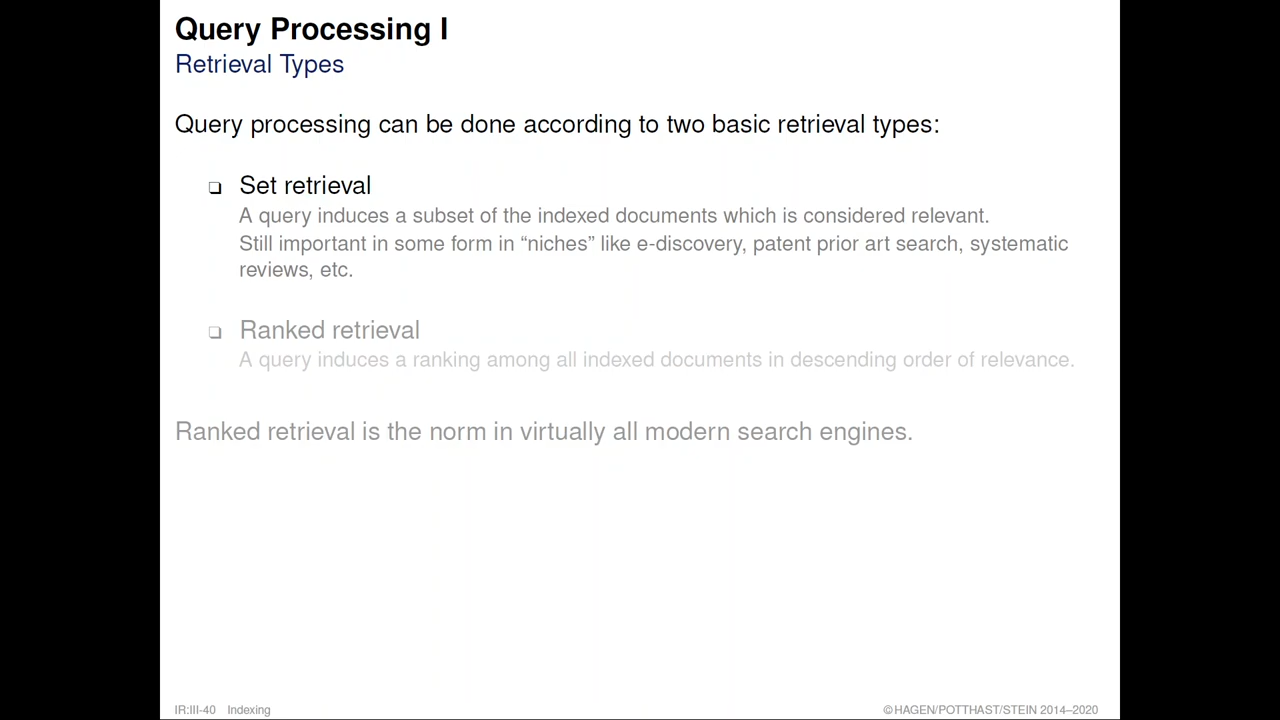 Query Processing I
Retrieval Types
Query processing can be done according to two basic retrieval types:
❏ Set retrieval
A query induces a subset of the indexed documents which is considered relevant.
Still important in some form in “niches” like e-discovery, patent prior art search, systematic
reviews, etc.
❏ Ranked retrieval
A query induces a ranking among all indexed documents in descending order of relevance.
Ranked retrieval is the norm in virtually all modern search engines.
IR:III-40 Indexing ©HAGEN/POTTHAST/STEIN 2014–2020